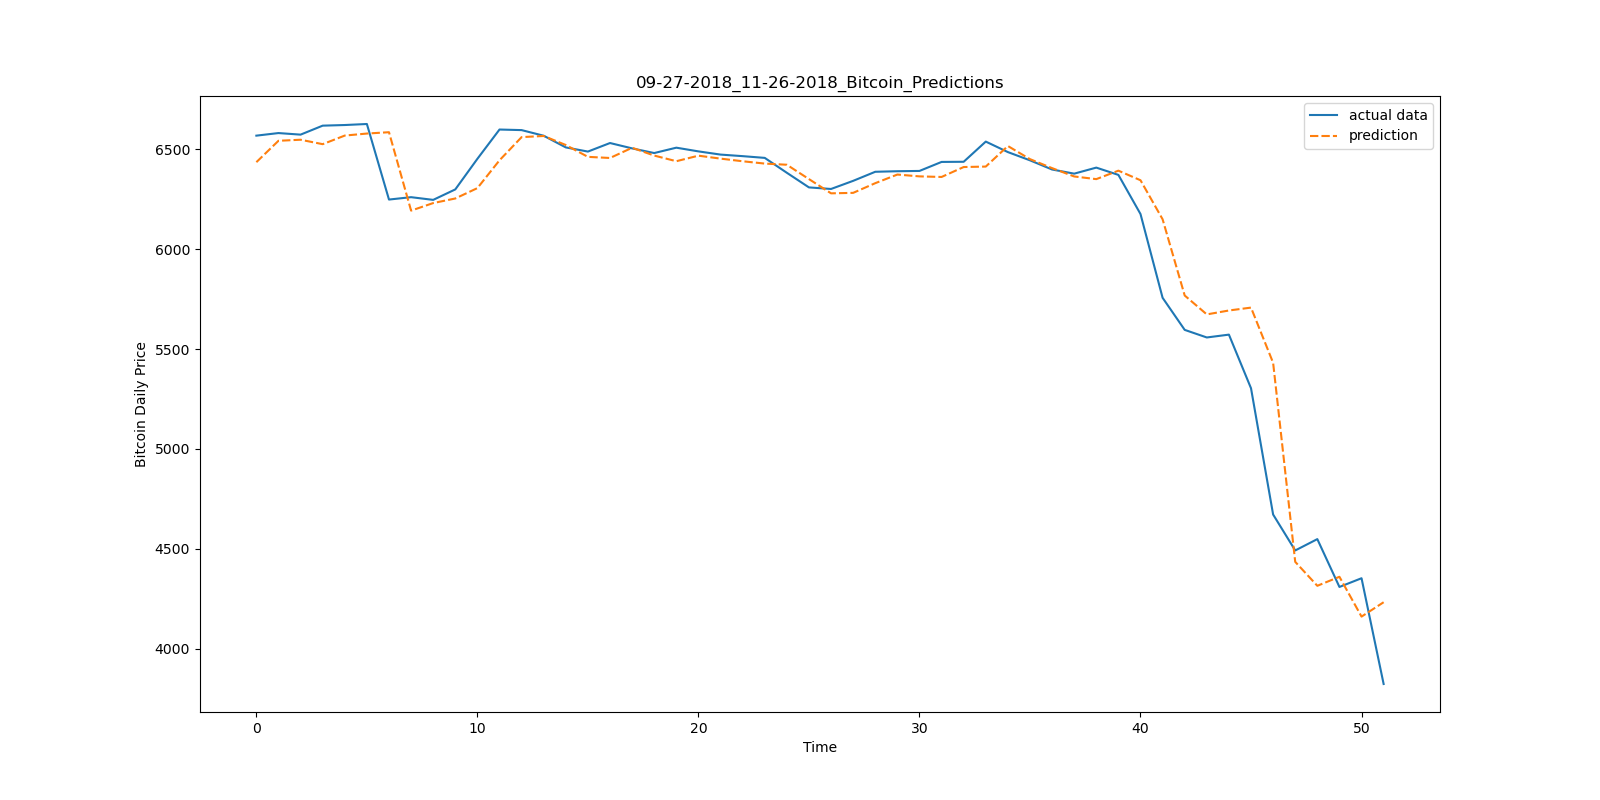 09-27-2018_11-26-2018_Bitcoin_Predictions
actual data
prediction
Bitcoin Daily Price
6500
6000
5500
5000
4500
4000
0 10 20 30 40 50
Time